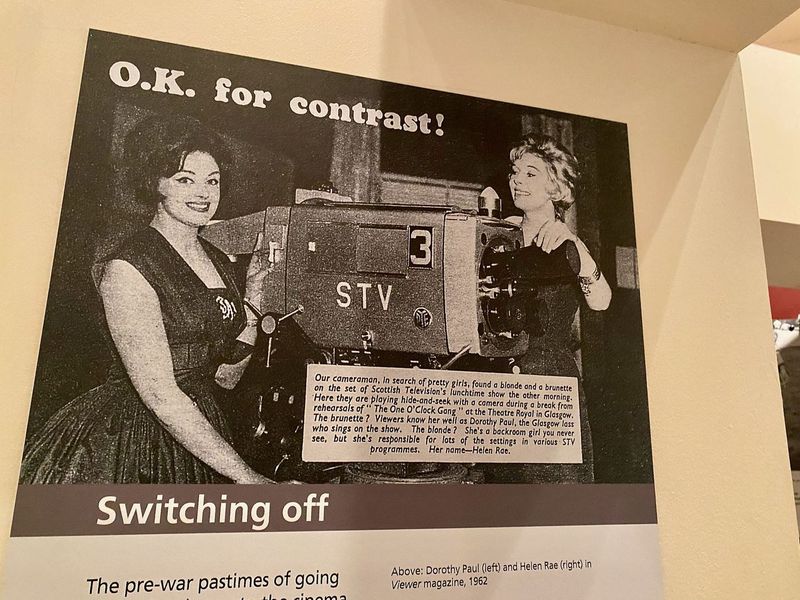 O.K. for contrast!
3
STV
Our cameraman, in search of pretty girls, found a blonde and a brunette
on the set of Scottish Television's lunchtime show the other morning.
Here they are playing hide-and-seek with a camera during a break from
rehearsals of "The One O'Clock Gang" at the Theatre Royal in Glasgow.
The brunette? Viewers know her well as Dorothy Paul, the Glasgow lass
who sings on the show. The blonde? She's a backroom girl you never
see, but she's responsible for lots of the settings in various STV
programmes. Her name—Helen Rae.
Switching off
The pre-war pastimes of going
the cinema
Above: Dorothy Paul (left) and Helen Rae (right) in
Viewer magazine, 1962